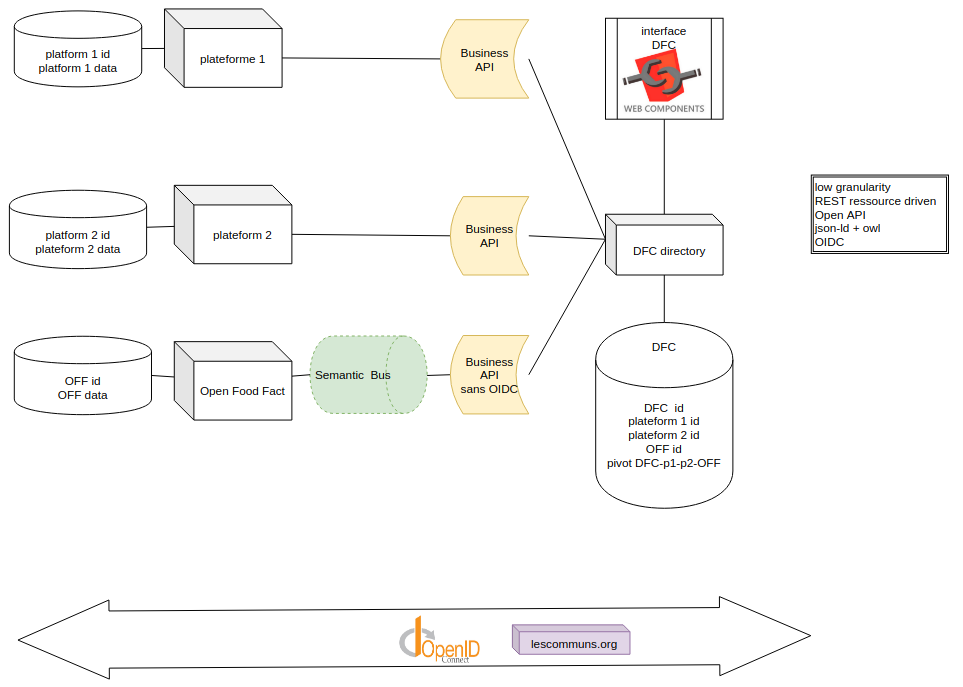 platform 1 id
platform 1 data
plateforme 1
Business
API
interface
DFC
WEB COMPONENTS
platform 2 id
plateform 2 data
plateform 2
Business
API
DFC directory
low granularity
REST ressource driven
Open API
json-ld + owl
OIDC
OFF id
OFF data
Open Food Fact
Semantic  Bus
Business
API
sans OIDC
DFC
DFC  id
plateform 1 id
plateform 2 id
OFF id
pivot DFC-p1-p2-OFF
OpenID
Connect
lescommuns.org